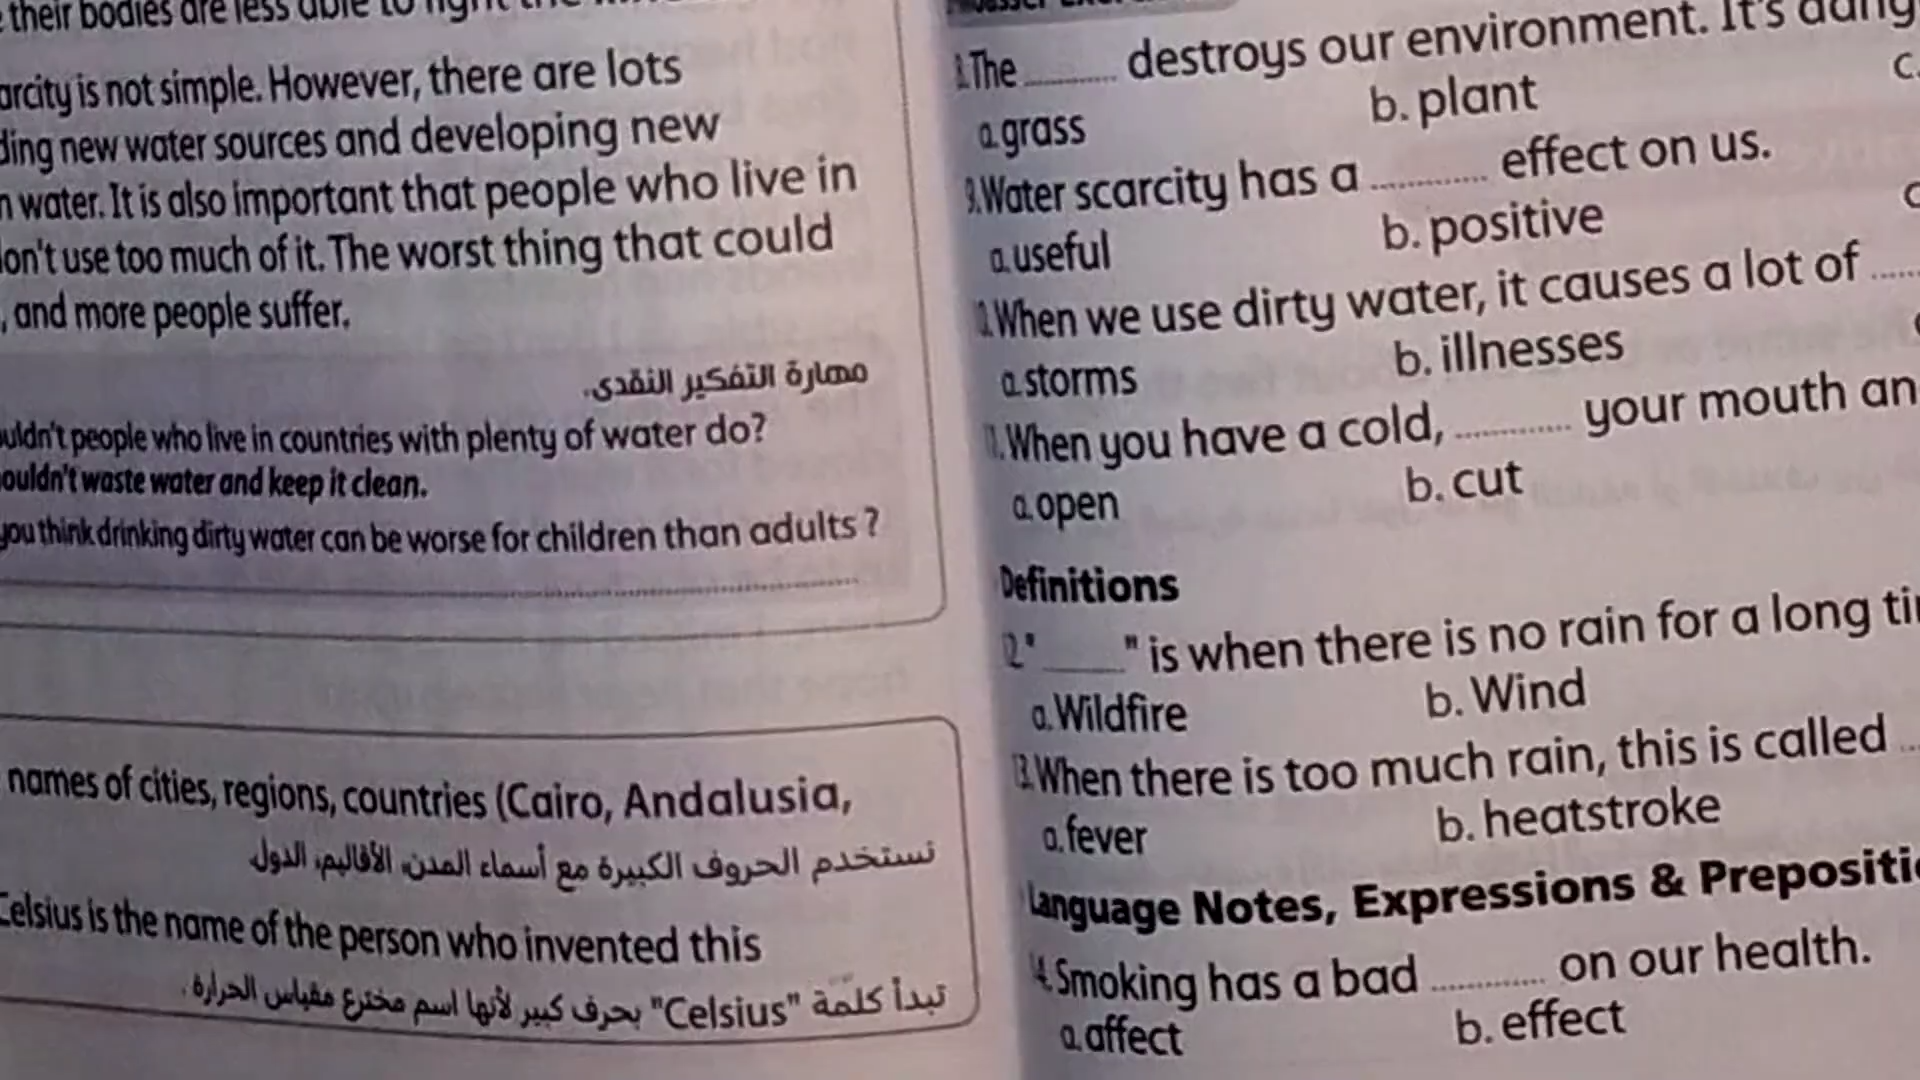 their bodies are less able to
arcity is not simple. However, there are lots
ding new water sources and developing new
n water. It is also important that people who live in
on't use too much of it. The worst thing that could
, and more people suffer.
مهارة التفكير النقدى.
uldn't people who live in countries with plenty of water do?
ouldn't waste water and keep it clean.
you think drinking dirty water can be worse for children than adults ?
names of cities, regions, countries (Cairo, Andalusia,
نستخدم الحروف الكبيرة مع أسماء المدن، الأقاليم، الدول
Celsius is the name of the person who invented this
تبدأ كلمة "Celsius" بحرف كبير لأنها اسم مخترع مقياس الحرارة.
The ........ destroys our environment. It's dang
a. grass b. plant c.
9. Water scarcity has a ........ effect on us.
a. useful b. positive c
When we use dirty water, it causes a lot of .....
a. storms b. illnesses
When you have a cold, ........ your mouth an
a. open b. cut
Definitions
12. "____" is when there is no rain for a long ti
a. Wildfire b. Wind
13. When there is too much rain, this is called ...
a. fever b. heatstroke
Language Notes, Expressions & Prepositi
4. Smoking has a bad ........ on our health.
a. affect b. effect